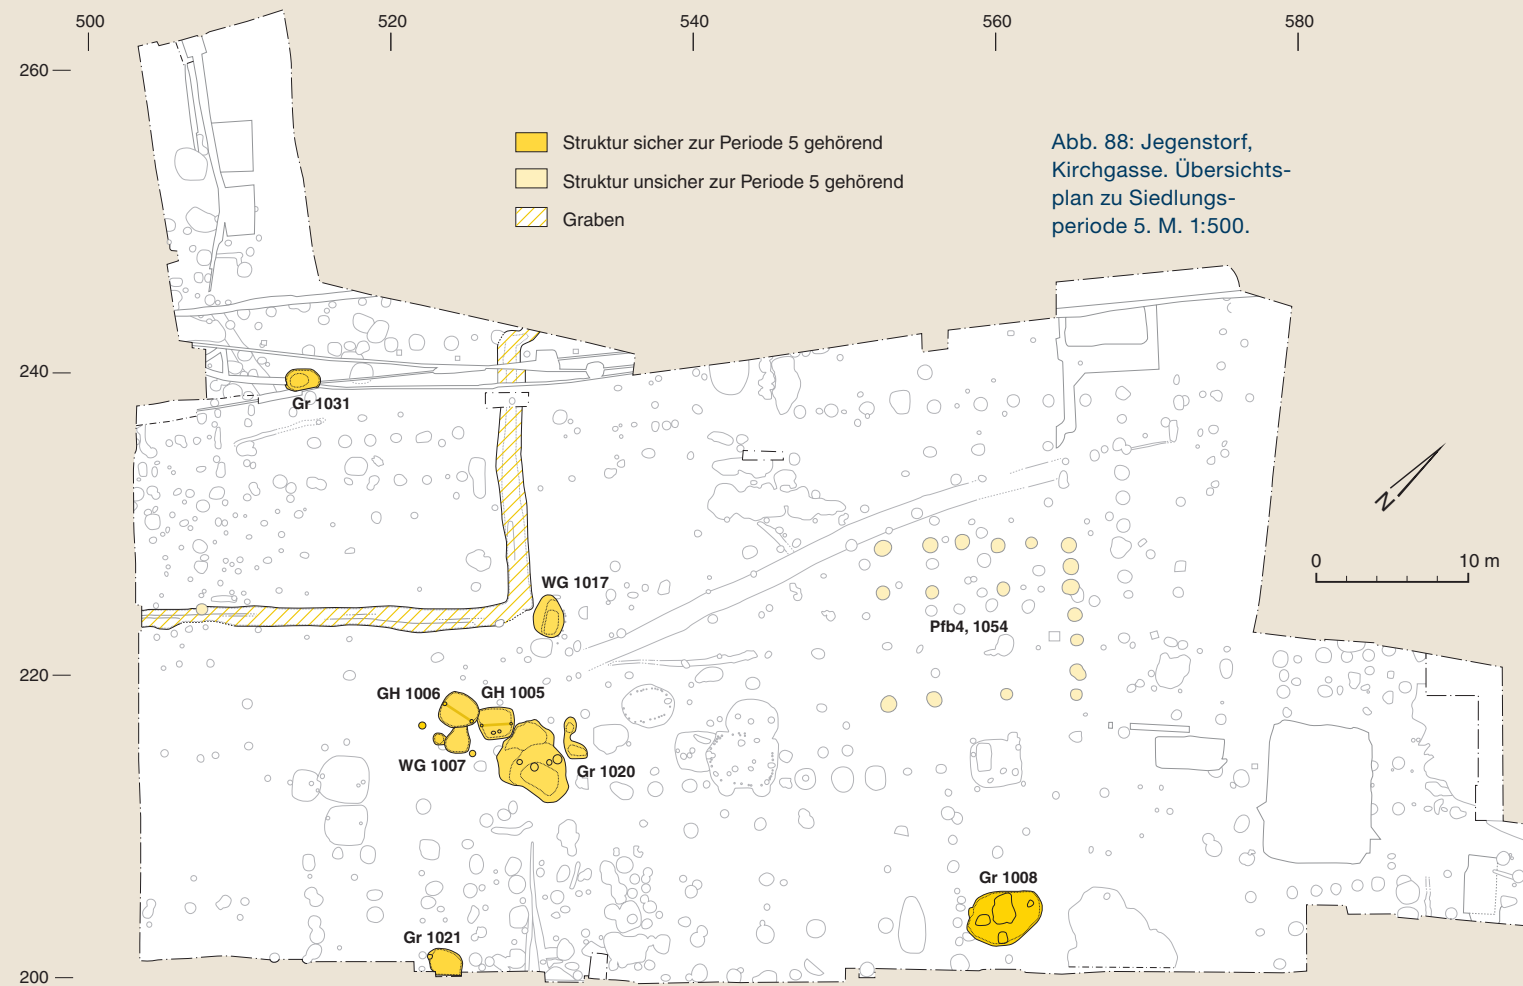 500 520 540 560 580
260
Struktur sicher zur Periode 5 gehörend
Struktur unsicher zur Periode 5 gehörend
Graben
Abb. 88: Jegenstorf,
Kirchgasse. Übersichts-
plan zu Siedlungs-
periode 5. M. 1:500.
240
Gr 1031
N
0 10 m
WG 1017
Pfb4, 1054
220
GH 1006 GH 1005
WG 1007
Gr 1020
Gr 1008
Gr 1021
200